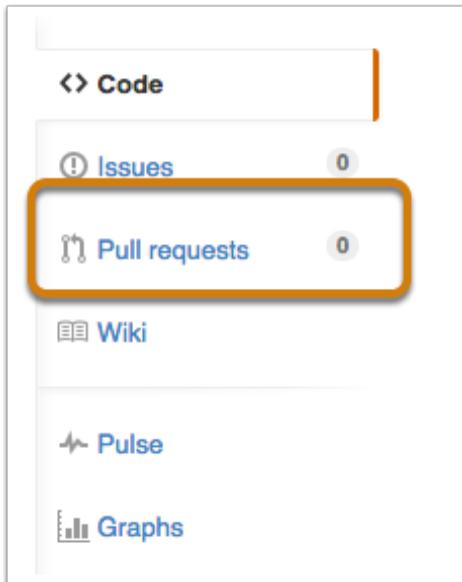 Code
Issues 0
Pull requests 0
Wiki
Pulse
Graphs